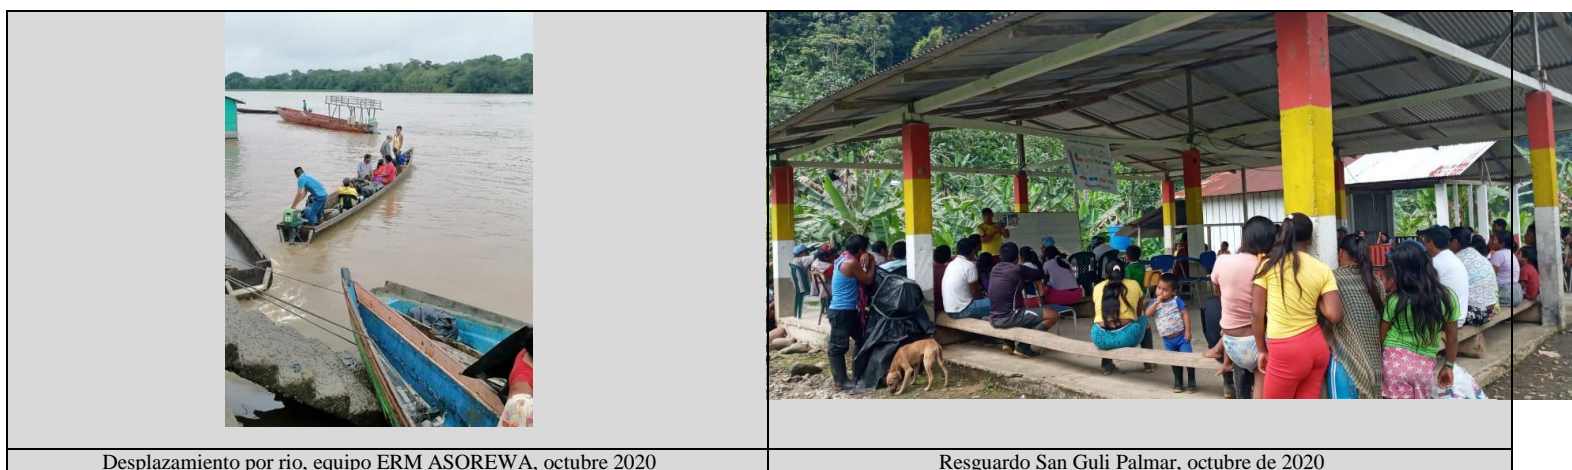 Desplazamiento por rio, equipo ERM ASOREWA, octubre 2020
Resguardo San Guli Palmar, octubre de 2020